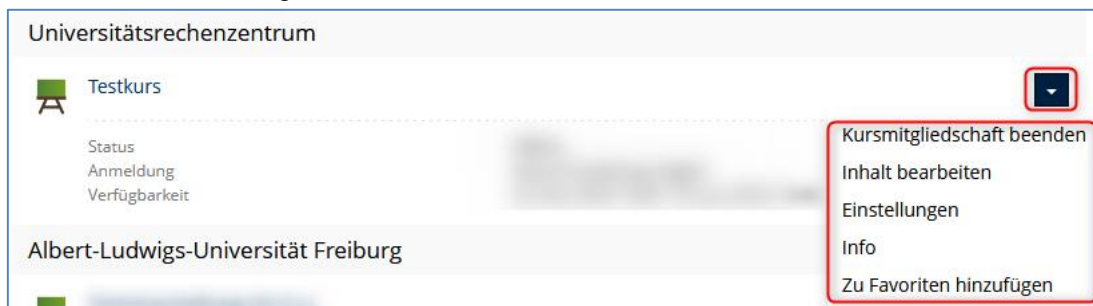 Universitätsrechenzentrum
Testkurs
Status
Anmeldung
Verfügbarkeit
Kursmitgliedschaft beenden
Inhalt bearbeiten
Einstellungen
Info
Zu Favoriten hinzufügen
Albert-Ludwigs-Universität Freiburg